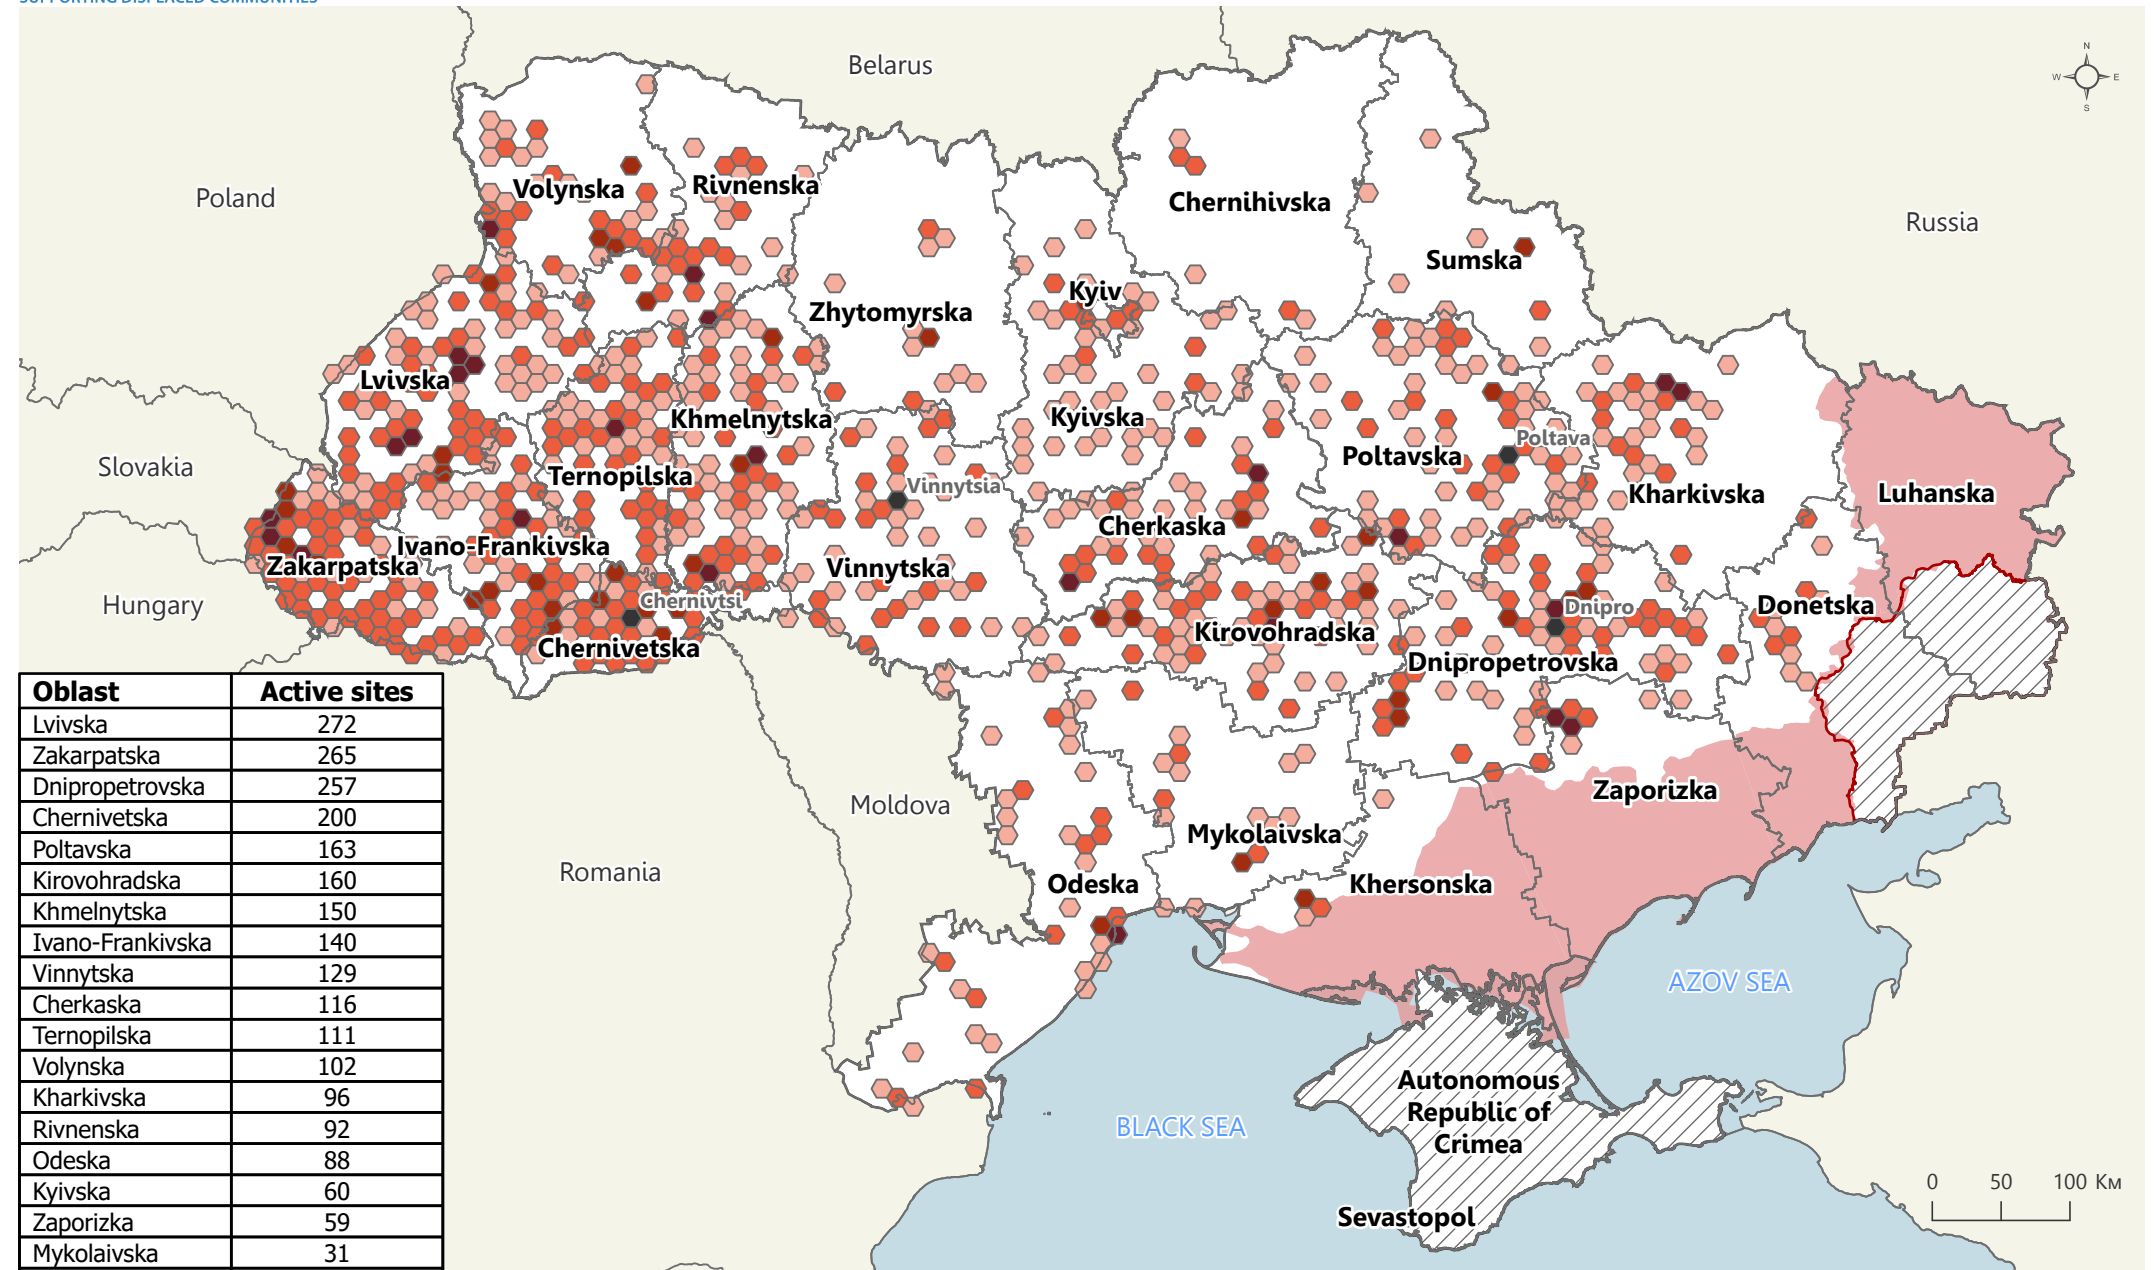 SUPPORTING DISPLACED COMMUNITIES
Belarus
N
W E
S
Poland
Volynska
Rivnenska
Chernihivska
Russia
Sumska
Kyiv
Zhytomyrska
Lvivska
Khmelnytska
Kyivska
Poltava
Poltavska
Slovakia
Ternopilska
Vinnytsia
Kharkivska
Luhanska
Cherkaska
Ivano-Frankivska
Zakarpatska
Vinnytska
Hungary
Chernivtsi
Dnipro
Donetska
Kirovohradska
Chernivetska
Dnipropetrovska
Oblast Active sites
Lvivska 272
Zakarpatska 265
Dnipropetrovska 257
Chernivetska 200
Poltavska 163
Kirovohradska 160
Khmelnytska 150
Ivano-Frankivska 140
Vinnytska 129
Cherkaska 116
Ternopilska 111
Volynska 102
Kharkivska 96
Rivnenska 92
Odeska 88
Kyivska 60
Zaporizka 59
Mykolaivska 31
Zaporizka
Moldova
Mykolaivska
Romania
Odeska
Khersonska
AZOV SEA
Autonomous
Republic of
Crimea
BLACK SEA
0 50 100 Км
Sevastopol